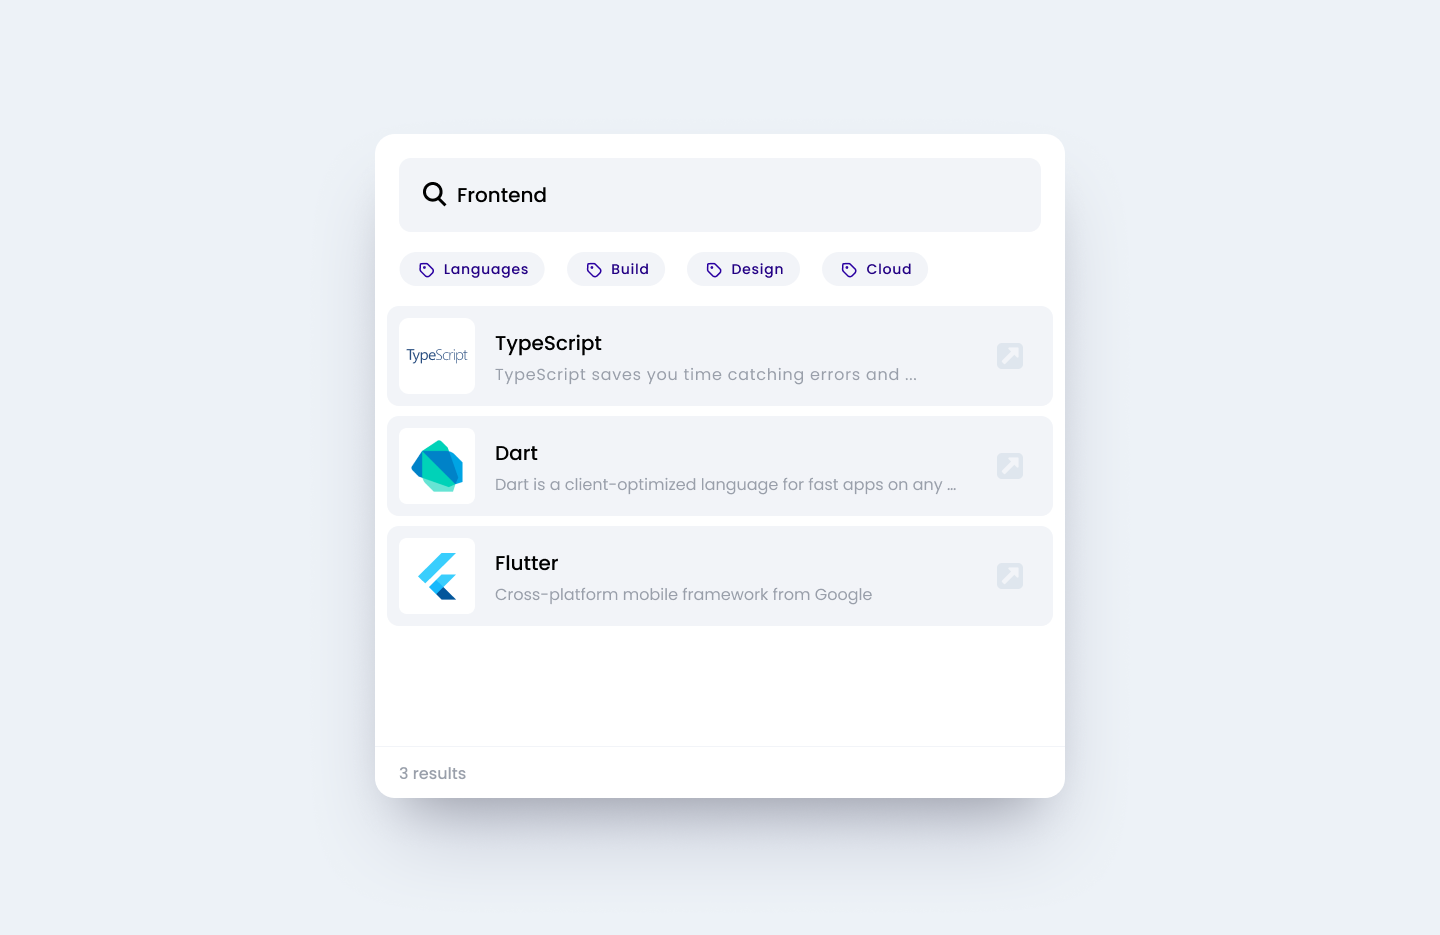 Frontend
Languages Build Design Cloud
TypeScript
TypeScript
TypeScript saves you time catching errors and ...
Dart
Dart is a client-optimized language for fast apps on any ...
Flutter
Cross-platform mobile framework from Google
3 results